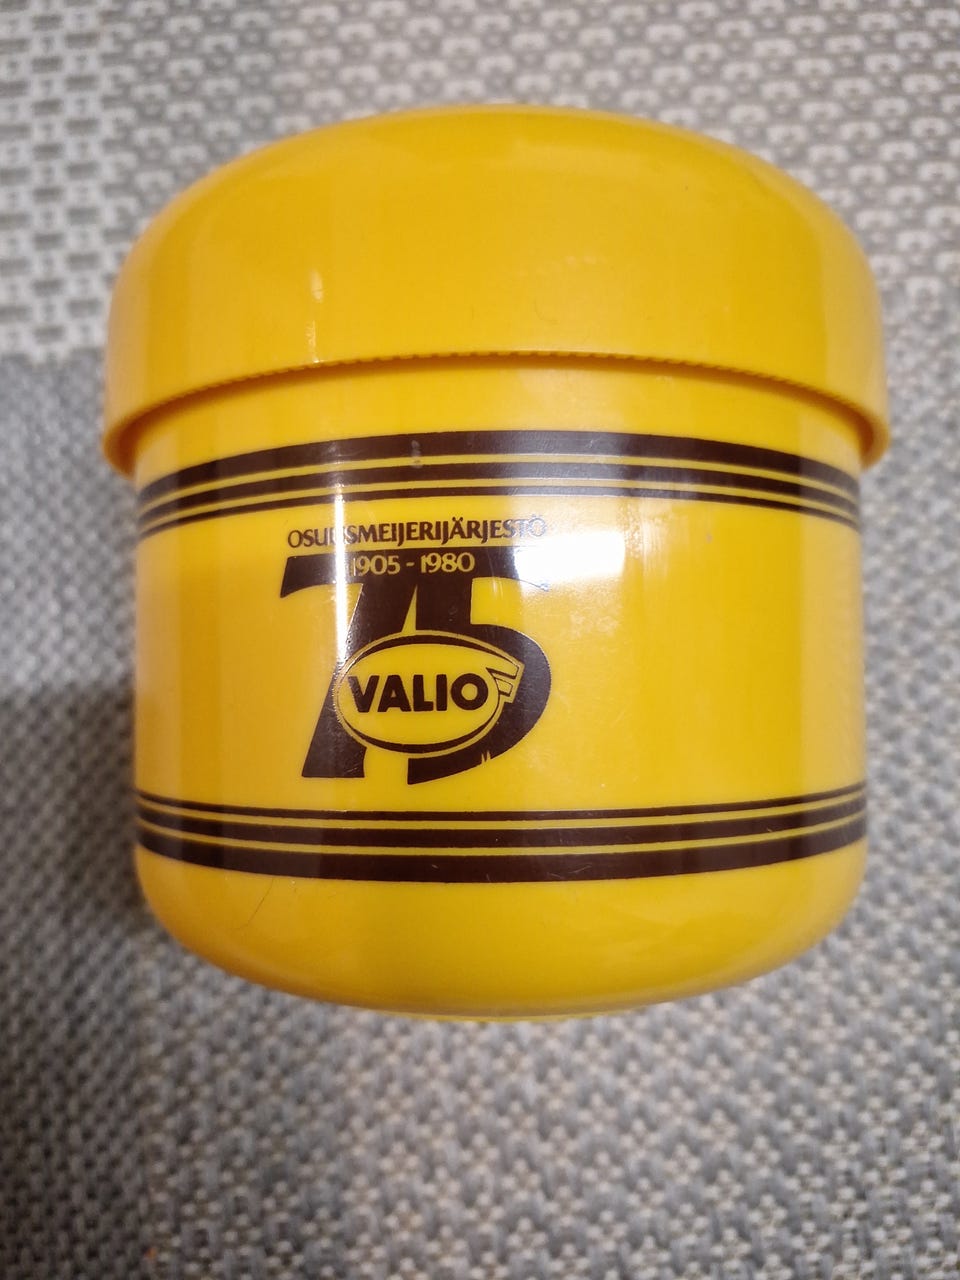 OSUUSMEIJERIJÄRJESTÖ
1905 - 1980
75
VALIO